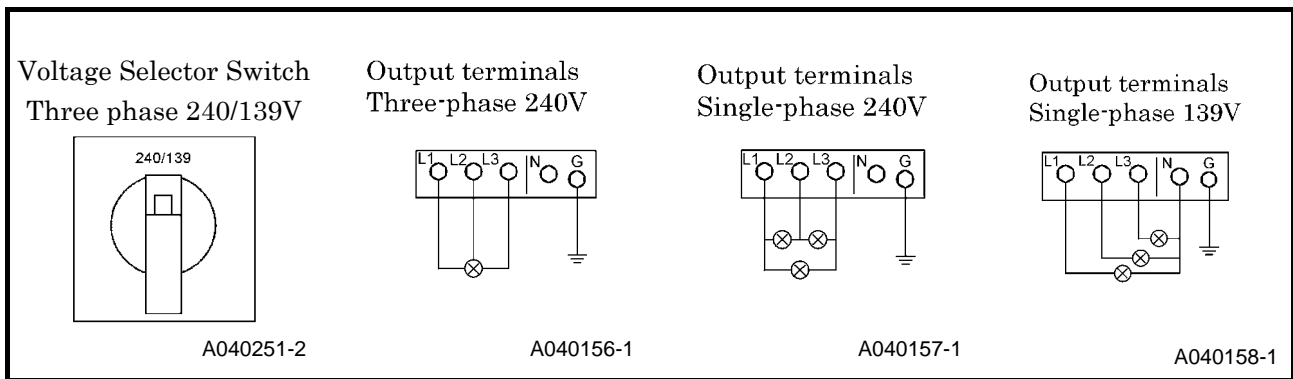 Voltage Selector Switch
Three phase 240/139V
240/139
A040251-2
Output terminals
Three-phase 240V
L1 L2 L3 N G
A040156-1
Output terminals
Single-phase 240V
L1 L2 L3 N G
A040157-1
Output terminals
Single-phase 139V
L1 L2 L3 N G
A040158-1